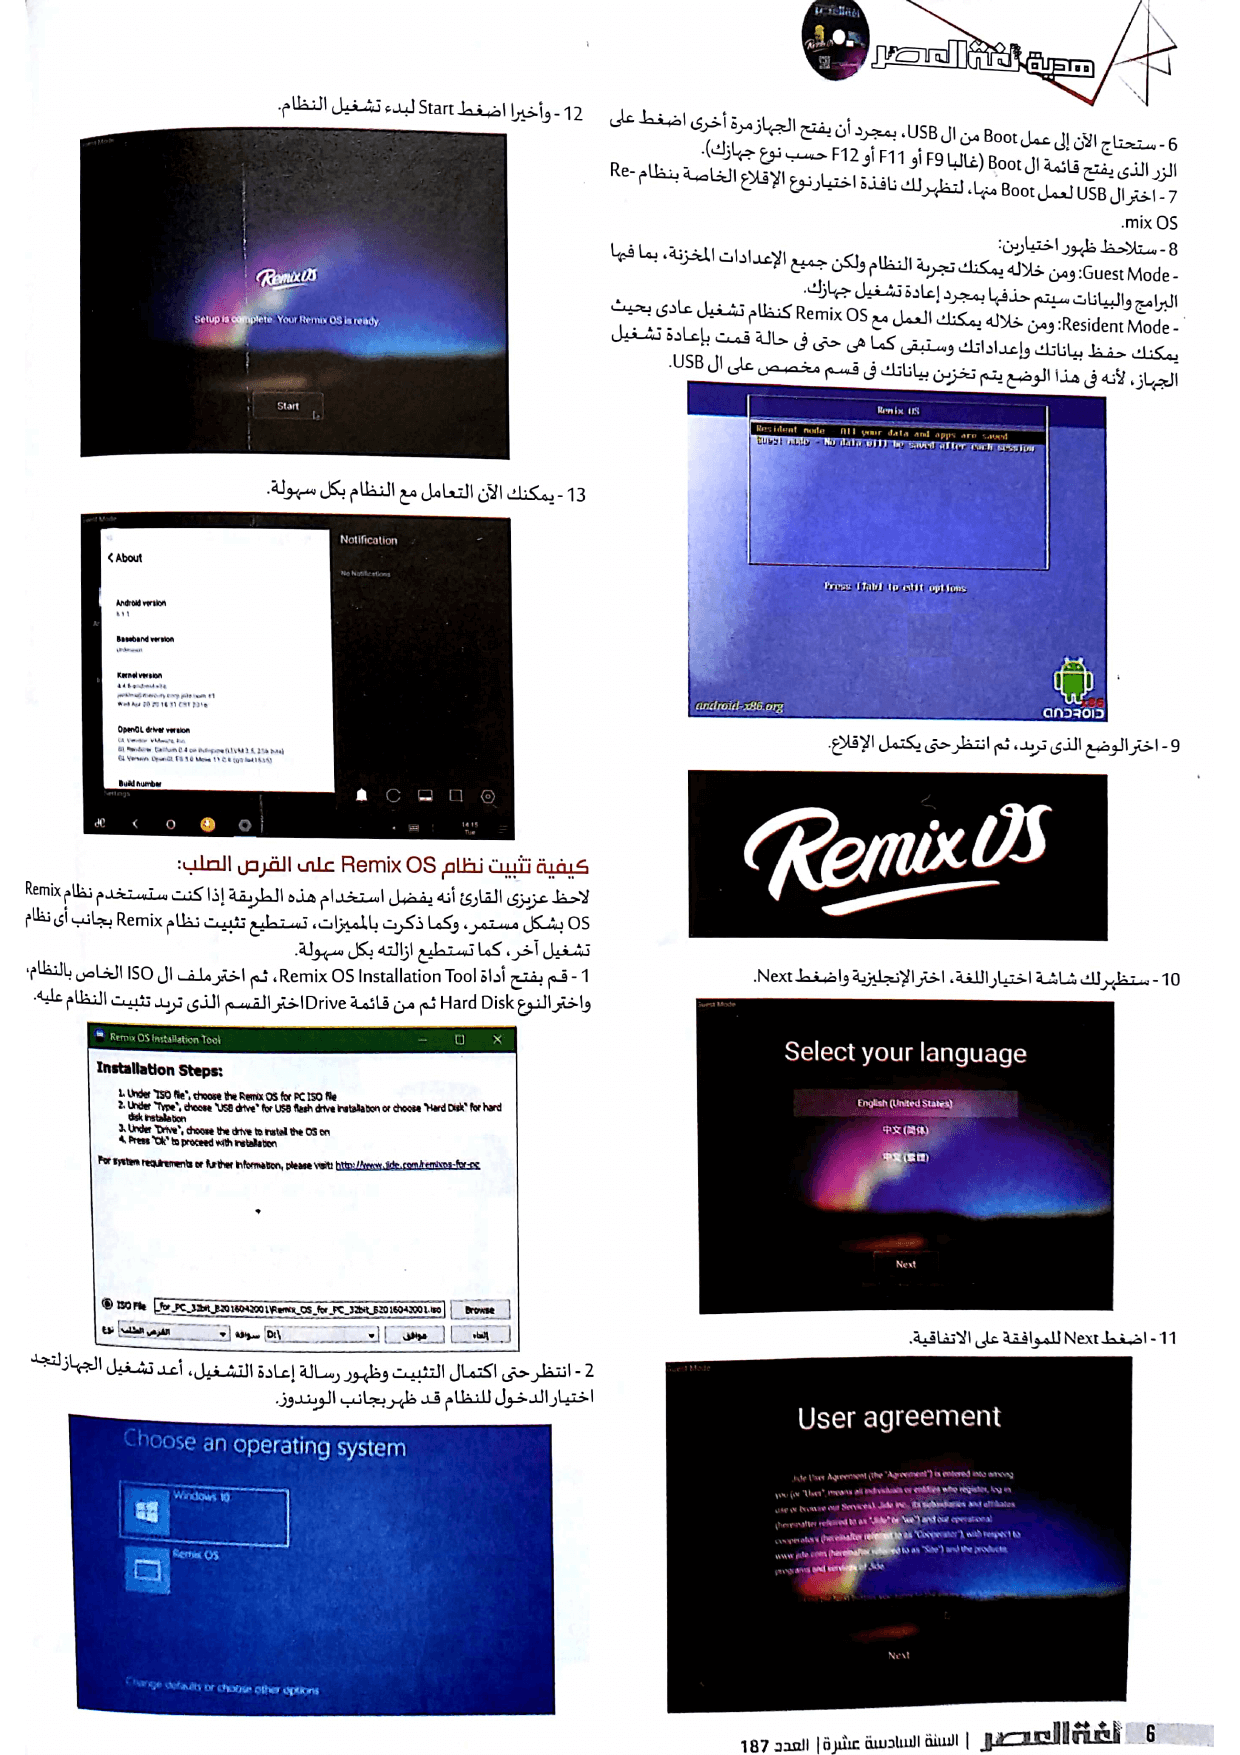 هدية لغة العصر
6 - ستحتاج الآن إلى عمل Boot من ال USB، بمجرد أن يفتح الجهاز مرة أخرى اضغط على
الزر الذى يفتح قائمة ال Boot (غالبا F9 أو F11 أو F12 حسب نوع جهازك).
7 - اختر ال USB لعمل Boot منها، لتظهر لك نافذة اختيار نوع الإقلاع الخاصة بنظام Re-
mix OS.
8 - ستلاحظ ظهور اختيارين:
- Guest Mode: ومن خلاله يمكنك تجربة النظام ولكن جميع الإعدادات المخزنة، بما فيها
البرامج والبيانات سيتم حذفها بمجرد إعادة تشغيل جهازك.
- Resident Mode: ومن خلاله يمكنك العمل مع Remix OS كنظام تشغيل عادى بحيث
يمكنك حفظ بياناتك وإعداداتك وستبقى كما هى حتى فى حالة قمت بإعادة تشغيل
الجهاز، لأنه فى هذا الوضع يتم تخزين بياناتك فى قسم مخصص على ال USB.
Remix OS
Resident mode - All your data and apps are saved
Guest mode - No data will be saved after each session
Press [Tab] to edit options
android-x86.org
x86
ANDROID
9 - اختر الوضع الذى تريد، ثم انتظر حتى يكتمل الإقلاع.
Remix OS
10 - ستظهر لك شاشة اختيار اللغة، اختر الإنجليزية واضغط Next.
Guest Mode
Select your language
English (United States)
中文 (简体)
中文 (繁體)
Next
11 - اضغط Next للموافقة على الاتفاقية.
Guest Mode
User agreement
Jide User Agreement (the "Agreement") is entered into among
you (or "User", means all individuals or entities who register, log in
use or browse our Services), Jide Inc., its subsidiaries and affiliates
(hereinafter referred to as "Jide" or "we") and our operational
cooperators (hereinafter referred to as "Cooperator"), with respect to
www.jide.com (hereinafter referred to as "Site") and the products,
programs and services of Jide.
Next
12 - وأخيرا اضغط Start لبدء تشغيل النظام.
Guest Mode
Remix OS
Setup is complete. Your Remix OS is ready.
Start
13 - يمكنك الآن التعامل مع النظام بكل سهولة.
Guest Mode
< About
Android version
Baseband version
Unknown
Kernel version
OpenGL driver version
Build number
Settings
Notification
No Notifications
14:15
Tue
كيفية تثبيت نظام Remix OS على القرص الصلب:
لاحظ عزيزى القارئ أنه يفضل استخدام هذه الطريقة إذا كنت ستستخدم نظام Remix
OS بشكل مستمر، وكما ذكرت بالمميزات، تستطيع تثبيت نظام Remix بجانب أى نظام
تشغيل آخر، كما تستطيع ازالته بكل سهولة.
1 - قم بفتح أداة Remix OS Installation Tool، ثم اختر ملف ال ISO الخاص بالنظام،
واختر النوع Hard Disk ثم من قائمة Drive اختر القسم الذى تريد تثبيت النظام عليه.
Remix OS Installation Tool
Installation Steps:
1. Under "ISO file", choose the Remix OS for PC ISO file
2. Under "Type", choose "USB drive" for USB flash drive installation or choose "Hard Disk" for hard
disk installation
3. Under "Drive", choose the drive to install the OS on
4. Press "Ok" to proceed with installation
For system requirements or further information, please visit: http://www.jide.com/remixos-for-pc
ISO File _for_PC_32bit_B2016042001\Remix_OS_for_PC_32bit_B2016042001.iso Browse
نوع القرص الصلب سواقة D:\ موافق إلغاء
2 - انتظر حتى اكتمال التثبيت وظهور رسالة إعادة التشغيل، أعد تشغيل الجهاز لتجد
اختيار الدخول للنظام قد ظهر بجانب الويندوز.
Choose an operating system
Windows 10
Remix OS
Change defaults or choose other options
6 لغة العصر | السنة السادسة عشرة | العدد 187